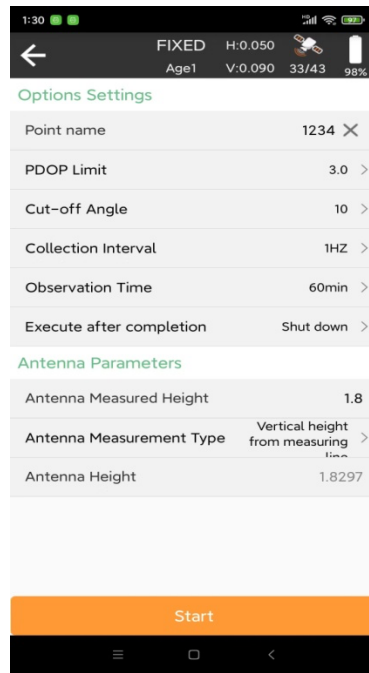 1:30
FIXED H:0.050
Age1 V:0.090 33/43 98%
Options Settings
Point name 1234
PDOP Limit 3.0
Cut-off Angle 10
Collection Interval 1HZ
Observation Time 60min
Execute after completion Shut down
Antenna Parameters
Antenna Measured Height 1.8
Antenna Measurement Type Vertical height
from measuring
line
Antenna Height 1.8297
Start